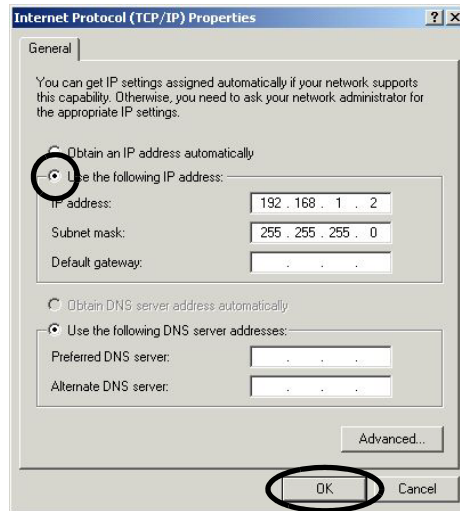 Internet Protocol (TCP/IP) Properties
General
You can get IP settings assigned automatically if your network supports
this capability. Otherwise, you need to ask your network administrator for
the appropriate IP settings.
Obtain an IP address automatically
Use the following IP address:
IP address: 192 . 168 . 1 . 2
Subnet mask: 255 . 255 . 255 . 0
Default gateway: . . .
Obtain DNS server address automatically
Use the following DNS server addresses:
Preferred DNS server: . . .
Alternate DNS server: . . .
Advanced...
OK Cancel